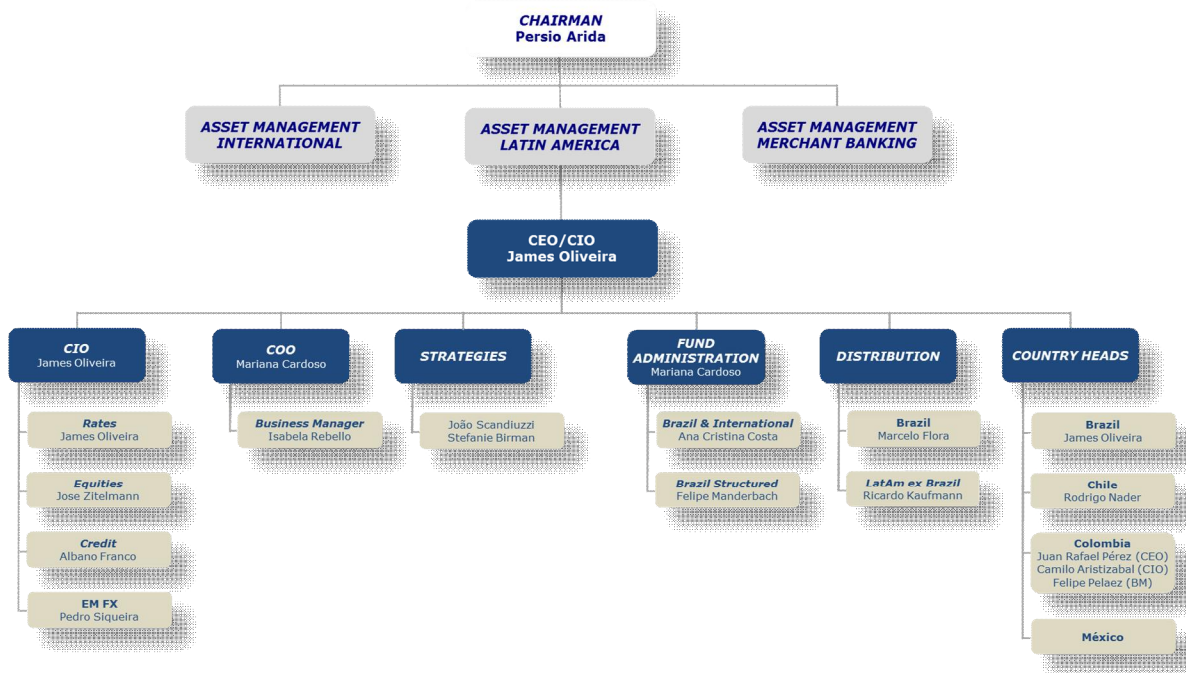 CHAIRMAN
Persio Arida
ASSET MANAGEMENT
INTERNATIONAL
ASSET MANAGEMENT
LATIN AMERICA
ASSET MANAGEMENT
MERCHANT BANKING
CEO/CIO
James Oliveira
CIO
James Oliveira
Rates
James Oliveira
Equities
Jose Zitelmann
Credit
Albano Franco
EM FX
Pedro Siqueira
COO
Mariana Cardoso
Business Manager
Isabela Rebello
STRATEGIES
João Scandiuzzi
Stefanie Birman
FUND
ADMINISTRATION
Mariana Cardoso
Brazil & International
Ana Cristina Costa
Brazil Structured
Felipe Manderbach
DISTRIBUTION
Brazil
Marcelo Flora
LatAm ex Brazil
Ricardo Kaufmann
COUNTRY HEADS
Brazil
James Oliveira
Chile
Rodrigo Nader
Colombia
Juan Rafael Pérez (CEO)
Camilo Aristizabal (CIO)
Felipe Pelaez (BM)
México